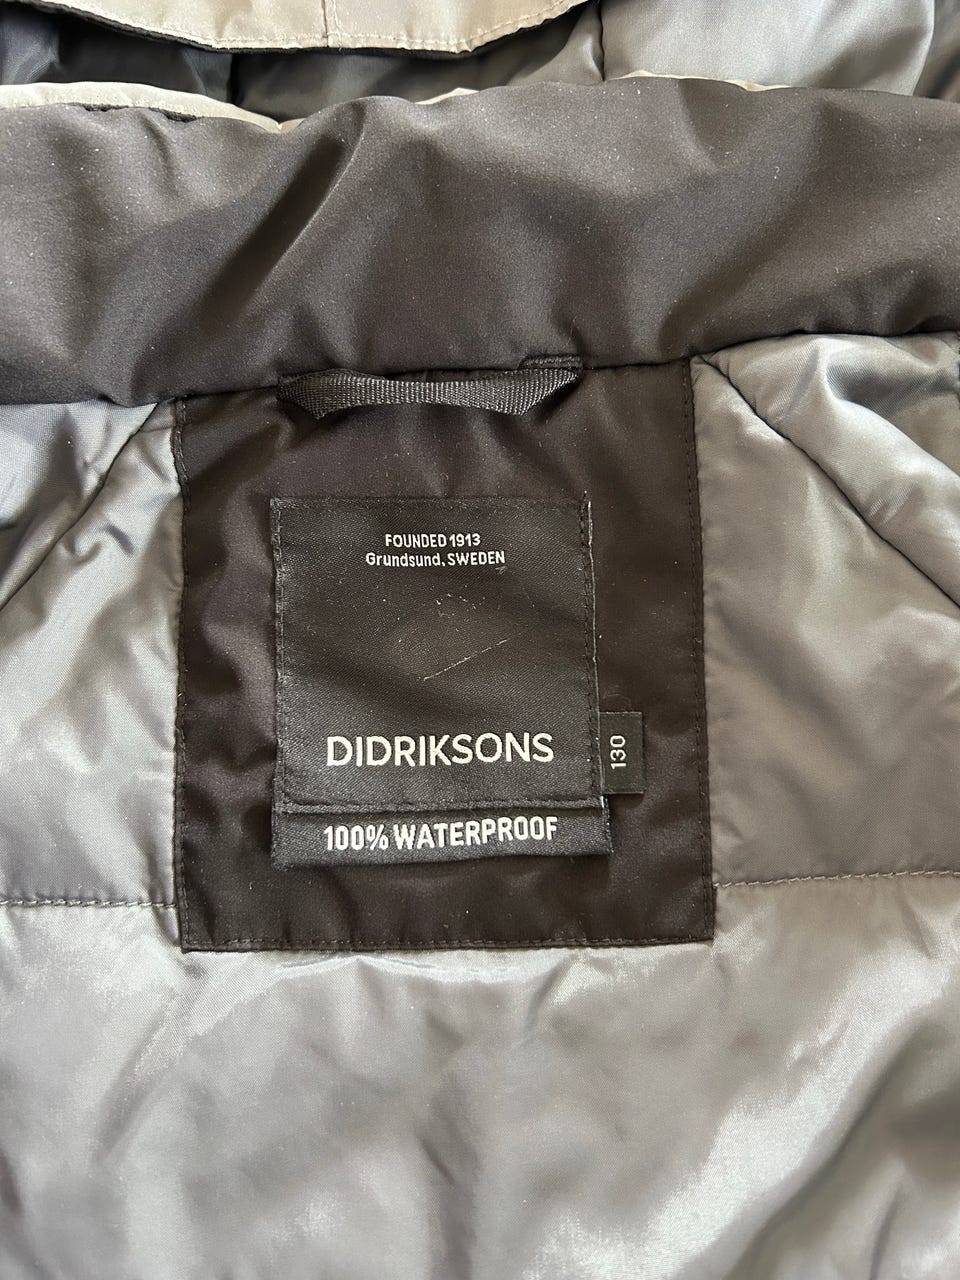 FOUNDED 1913
Grundsund, SWEDEN
DIDRIKSONS
130
100% WATERPROOF